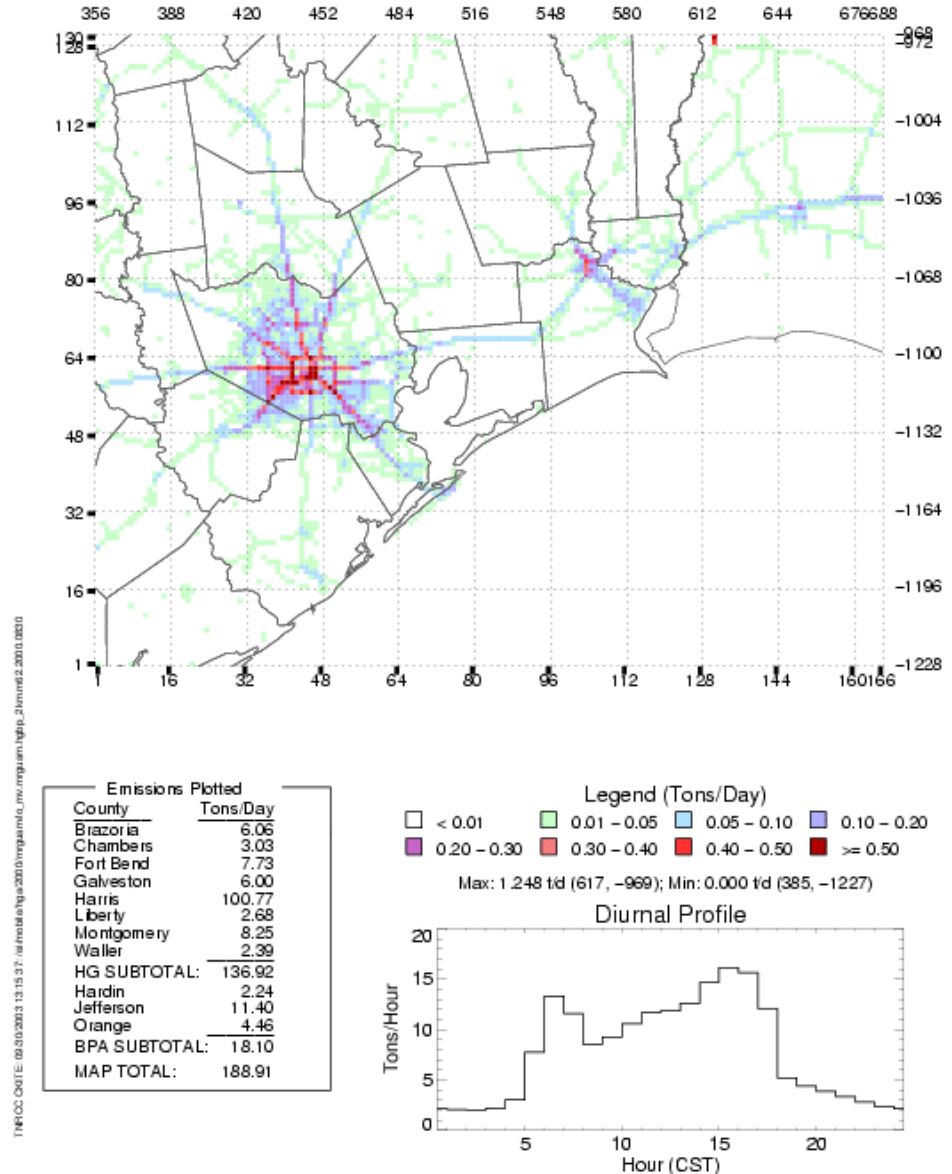 356 388 420 452 484 516 548 580 612 644 676688
130
128
112
96
80
64
48
32
16
1
-968
-972
-1004
-1036
-1068
-1100
-1132
-1164
-1196
-1228
1 16 32 48 64 80 96 112 128 144 160166
Emissions Plotted
County Tons/Day
Brazoria 6.06
Chambers 3.03
Fort Bend 7.73
Galveston 6.00
Harris 100.77
Liberty 2.68
Montgomery 8.25
Waller 2.39
HG SUBTOTAL: 136.92
Hardin 2.24
Jefferson 11.40
Orange 4.46
BPA SUBTOTAL: 18.10
MAP TOTAL: 188.91
Legend (Tons/Day)
< 0.01 0.01 - 0.05 0.05 - 0.10 0.10 - 0.20
0.20 - 0.30 0.30 - 0.40 0.40 - 0.50 >= 0.50
Max: 1.248 t/d (617, -969); Min: 0.000 t/d (385, -1227)
Diurnal Profile
Tons/Hour
20
15
10
5
0
5 10 15 20
Hour (CST)